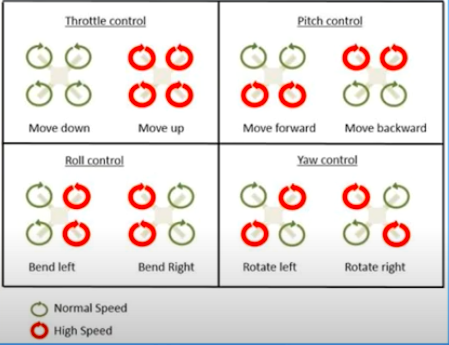 Throttle control
Move down Move up
Pitch control
Move forward Move backward
Roll control
Bend left Bend Right
Yaw control
Rotate left Rotate right
Normal Speed
High Speed